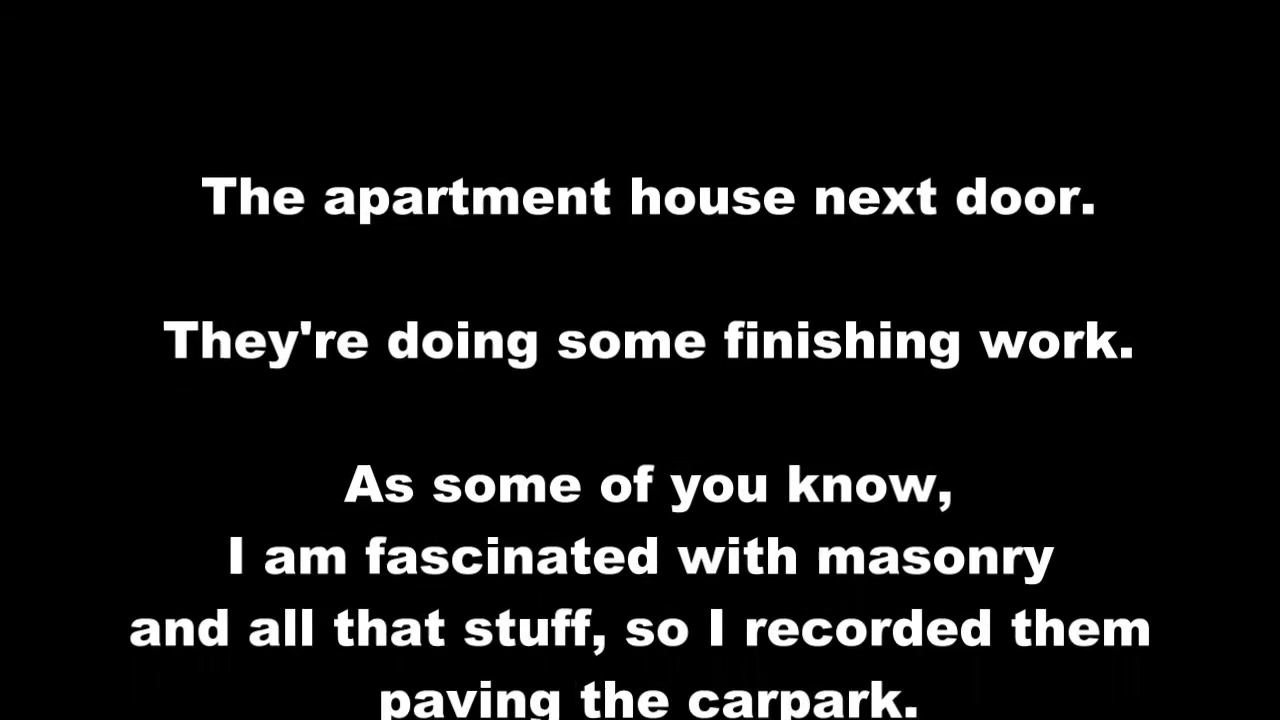 The apartment house next door.
They're doing some finishing work.
As some of you know,
I am fascinated with masonry
and all that stuff, so I recorded them
paving the carpark.